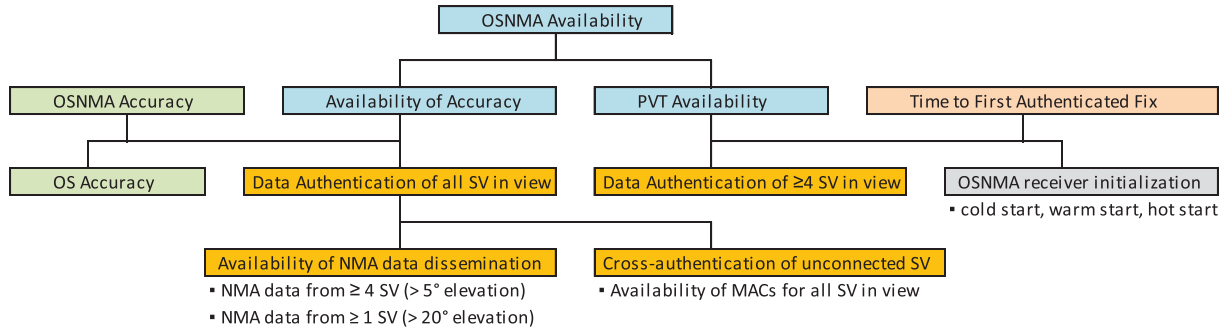 OSNMA Availability
OSNMA Accuracy
Availability of Accuracy
PVT Availability
Time to First Authenticated Fix
OS Accuracy
Data Authentication of all SV in view
Data Authentication of ≥4 SV in view
OSNMA receiver initialization
▪ cold start, warm start, hot start
Availability of NMA data dissemination
Cross-authentication of unconnected SV
▪ NMA data from ≥ 4 SV (> 5° elevation)
▪ Availability of MACs for all SV in view
▪ NMA data from ≥ 1 SV (> 20° elevation)